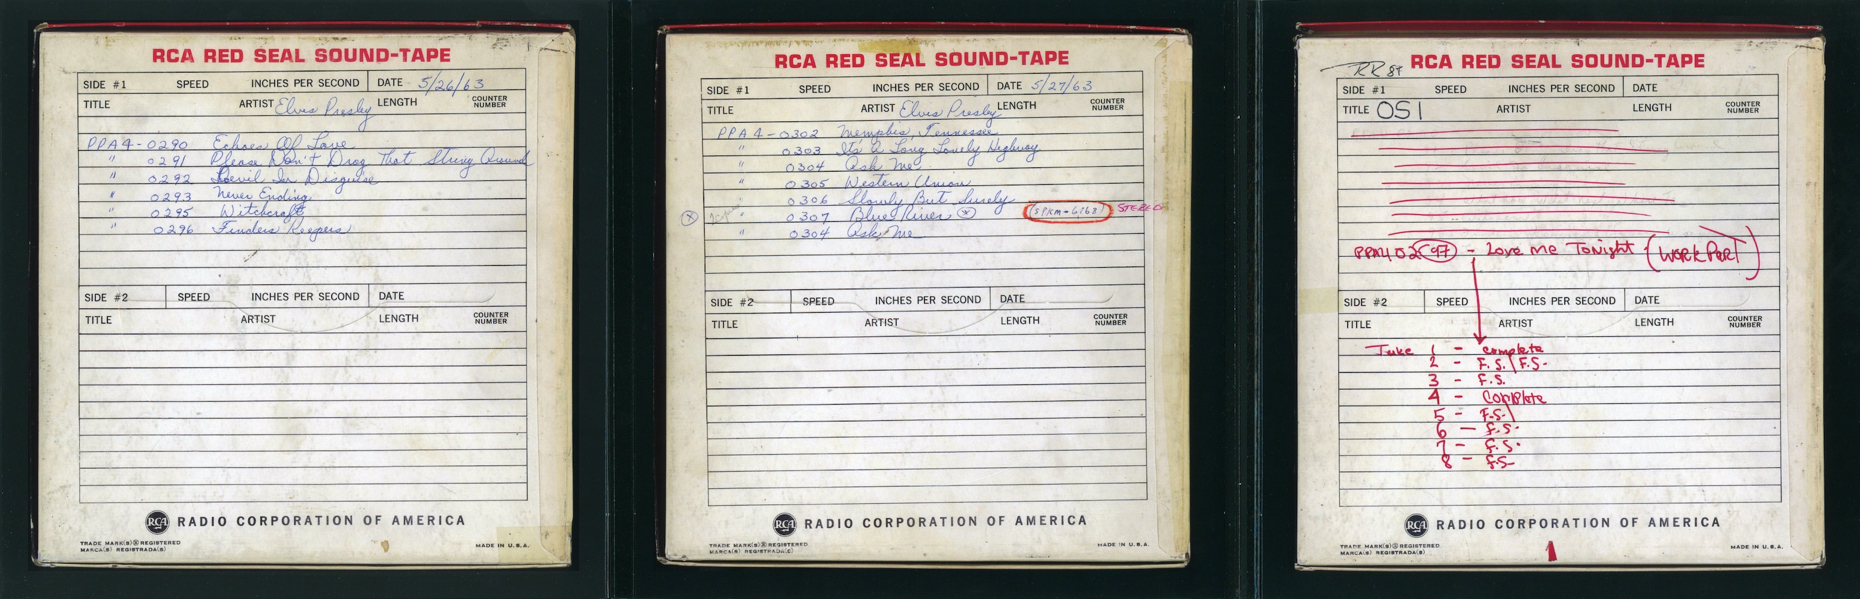 RCA RED SEAL SOUND-TAPE
SIDE #1 SPEED INCHES PER SECOND DATE 5/26/63
TITLE ARTIST Elvis Presley LENGTH COUNTER NUMBER
PPA4-0290 Echoes Of Love
" 0291 Please Don't Drag That String Around
" 0292 Devil In Disguise
" 0293 Never Ending
" 0295 Witchcraft
" 0296 Finders Keepers
SIDE #2 SPEED INCHES PER SECOND DATE
TITLE ARTIST LENGTH COUNTER NUMBER
RCA RADIO CORPORATION OF AMERICA
TRADE MARK(S)® REGISTERED
MARCA(S) REGISTRADA(S)
MADE IN U.S.A.
RCA RED SEAL SOUND-TAPE
SIDE #1 SPEED INCHES PER SECOND DATE 5/27/63
TITLE ARTIST Elvis Presley LENGTH COUNTER NUMBER
PPA4-0302 Memphis, Tennessee
" 0303 It's A Long Lonely Highway
" 0304 Ask Me
" 0305 Western Union
" 0306 Slowly But Surely
" 0307 Blue River (SPKM-6163) STEREO
" 0304 Ask Me
SIDE #2 SPEED INCHES PER SECOND DATE
TITLE ARTIST LENGTH COUNTER NUMBER
RCA RADIO CORPORATION OF AMERICA
TRADE MARK(S)® REGISTERED
MARCA(S) REGISTRADA(S)
MADE IN U.S.A.
RCA RED SEAL SOUND-TAPE
SIDE #1 SPEED INCHES PER SECOND DATE
TITLE OS1 ARTIST LENGTH COUNTER NUMBER
PPA4 0297 - Love Me Tonight (WORK PART)
SIDE #2 SPEED INCHES PER SECOND DATE
TITLE ARTIST LENGTH COUNTER NUMBER
Take 1 - Complete
2 - F.S. / F.S.
3 - F.S.
4 - Complete
5 - F.S.
6 - F.S.
7 - F.S.
8 - F.S.
RCA RADIO CORPORATION OF AMERICA
TRADE MARK(S)® REGISTERED
MARCA(S) REGISTRADA(S)
MADE IN U.S.A.